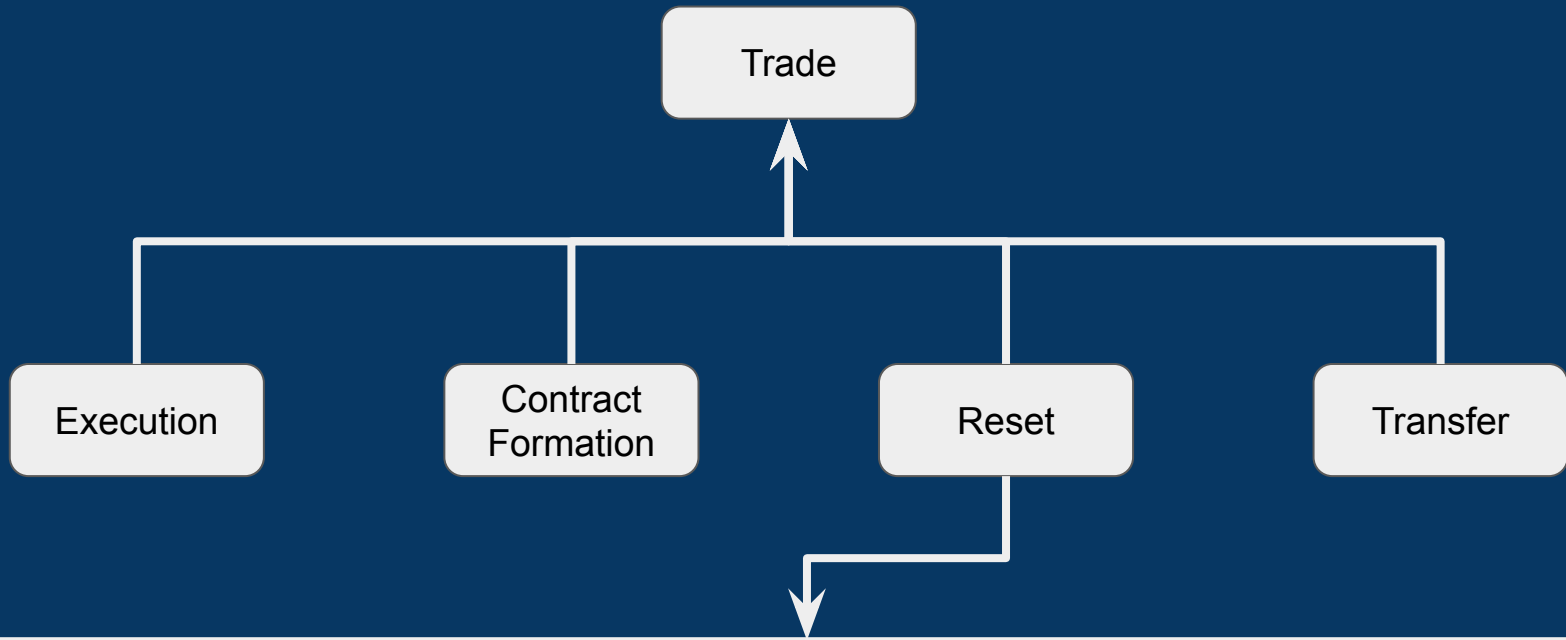 Trade
Execution
Contract
Formation
Reset
Transfer